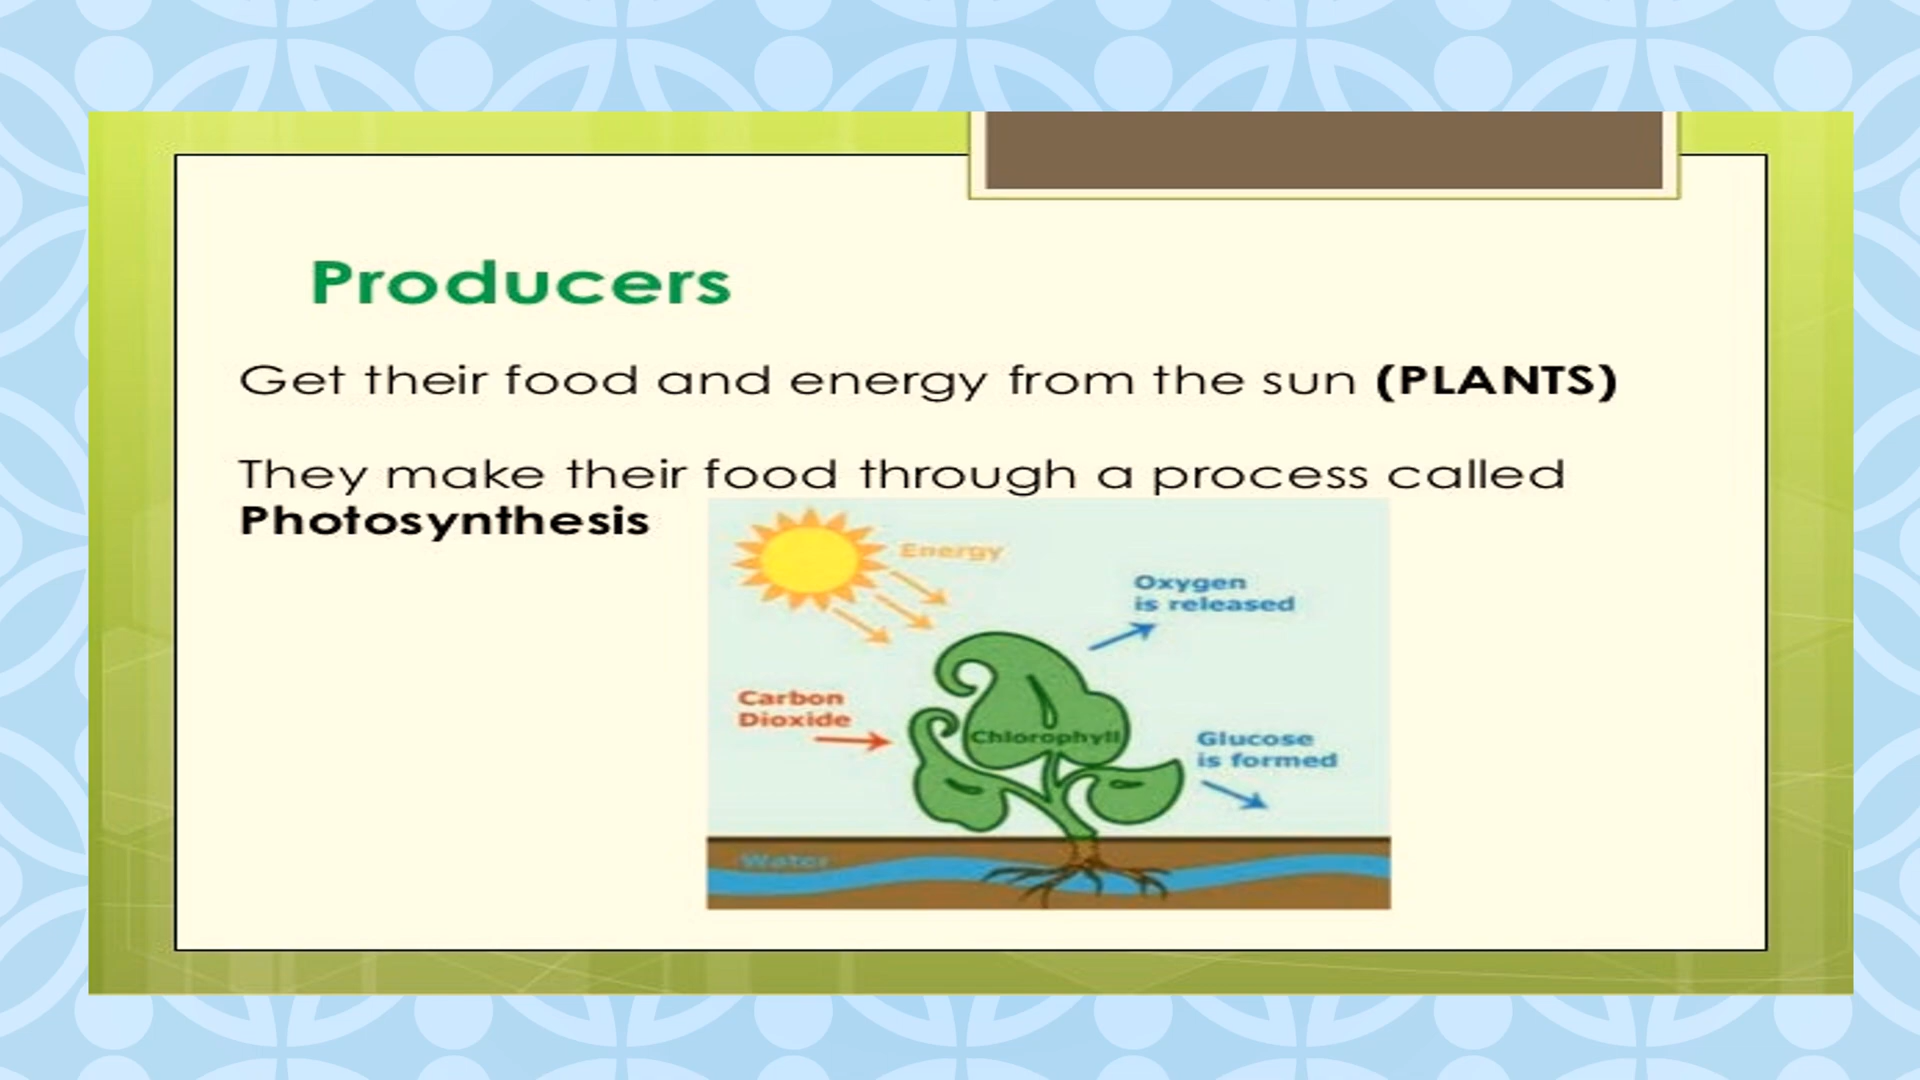 Producers
Get their food and energy from the sun (PLANTS)
They make their food through a process called
Photosynthesis
Energy
Oxygen
is released
Carbon
Dioxide
Chlorophyll
Glucose
is formed
Water